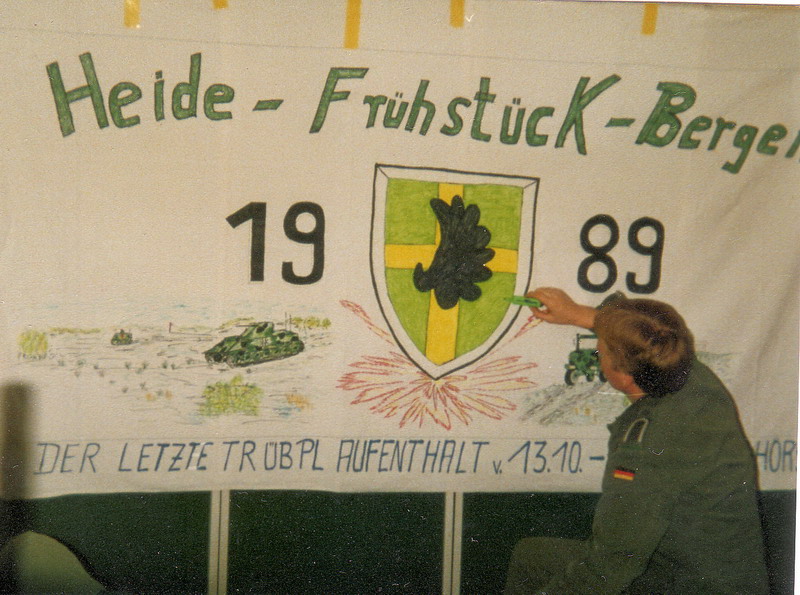 Heide - Frühstück - Bergen
19 89
DER LETZTE TRÜBPL AUFENTHALT v. 13.10.-